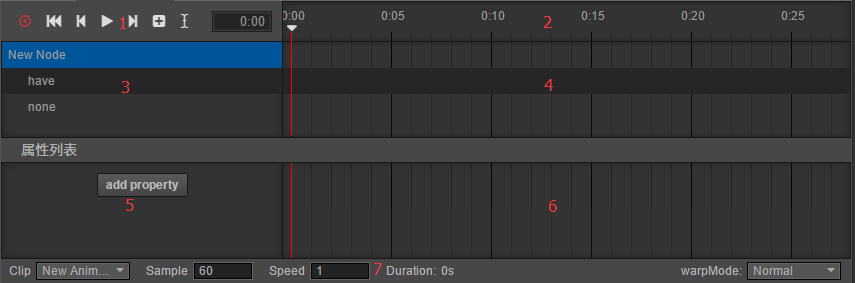 1 0:00 0:00 0:05 0:10 2 0:15 0:20 0:25
New Node
have
3 4
none
属性列表
add property
5 6
Clip New Anim... Sample 60 Speed 1 7 Duration: 0s warpMode: Normal